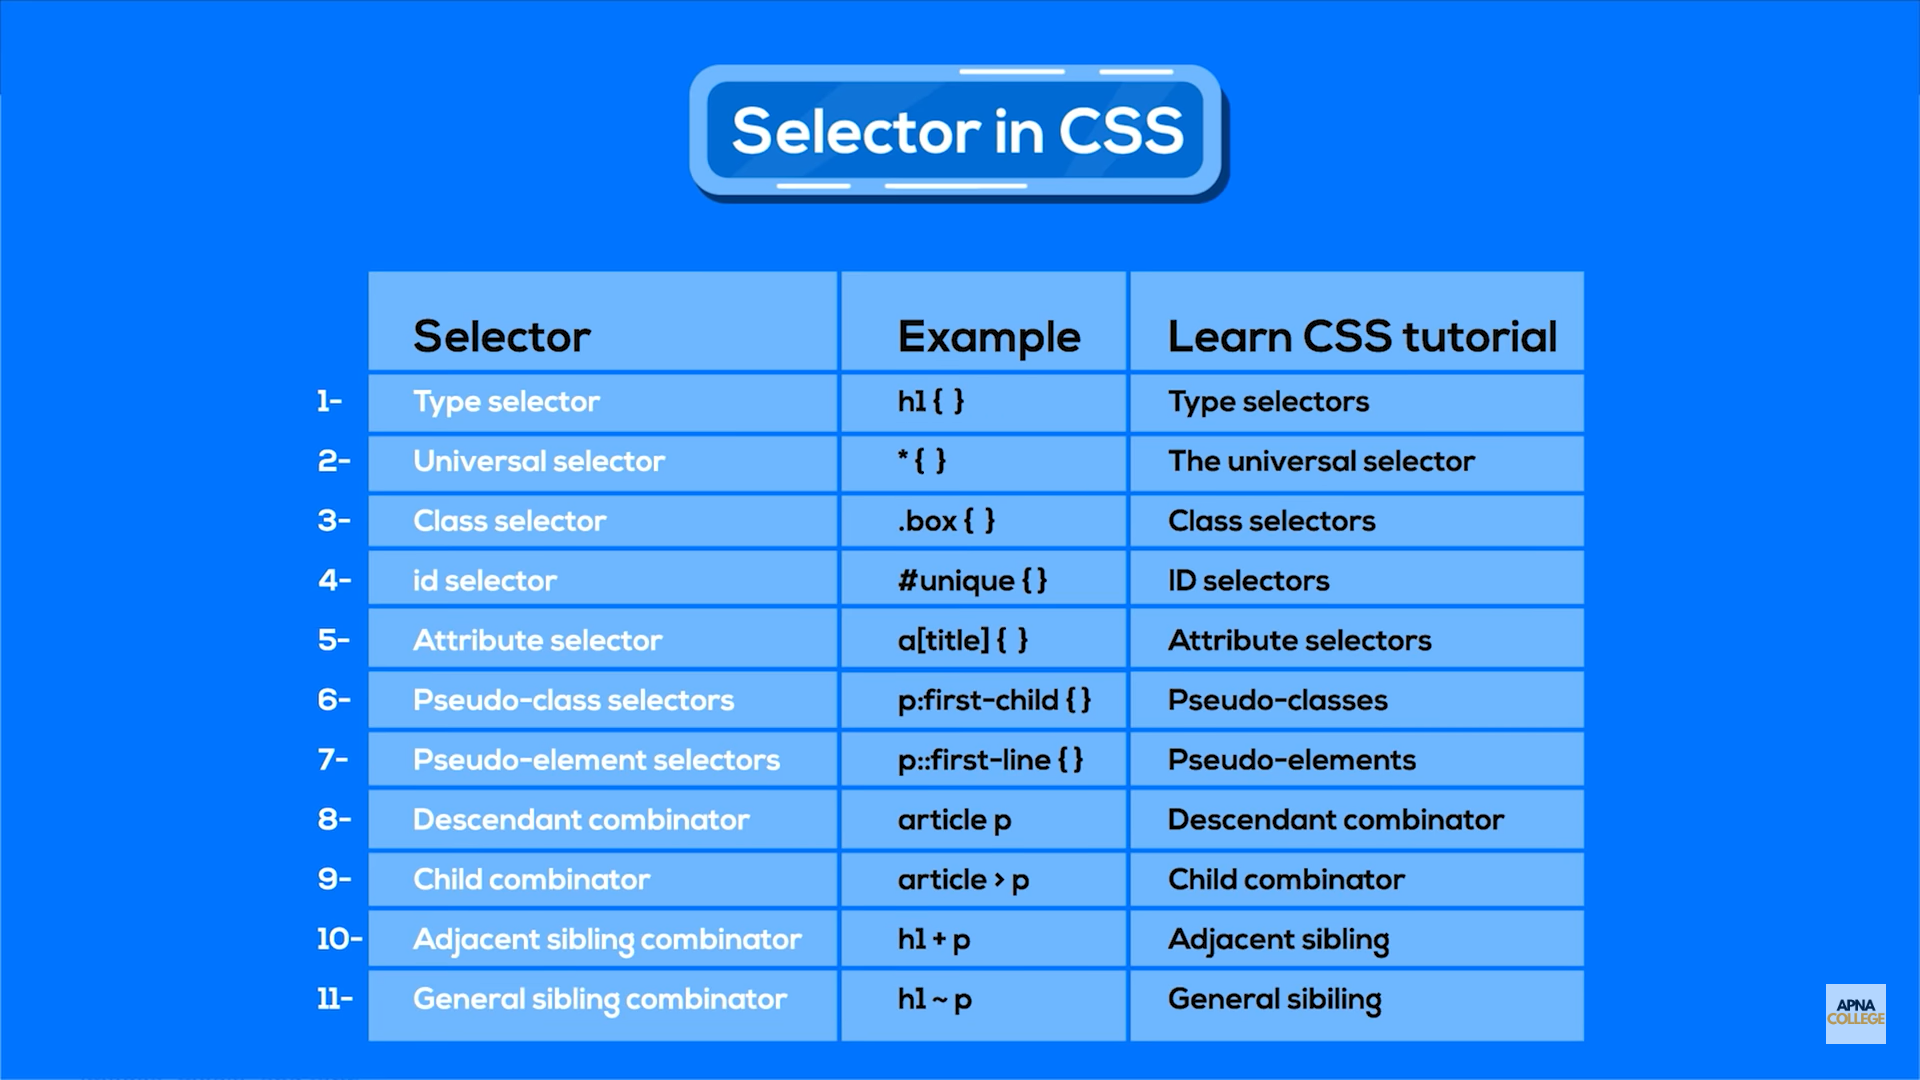 Selector in CSS
Selector Example Learn CSS tutorial
1- Type selector h1 { } Type selectors
2- Universal selector * { } The universal selector
3- Class selector .box { } Class selectors
4- id selector #unique {} ID selectors
5- Attribute selector a[title] { } Attribute selectors
6- Pseudo-class selectors p:first-child {} Pseudo-classes
7- Pseudo-element selectors p::first-line {} Pseudo-elements
8- Descendant combinator article p Descendant combinator
9- Child combinator article > p Child combinator
10- Adjacent sibling combinator h1 + p Adjacent sibling
11- General sibling combinator h1 ~ p General sibiling
APNA
COLLEGE